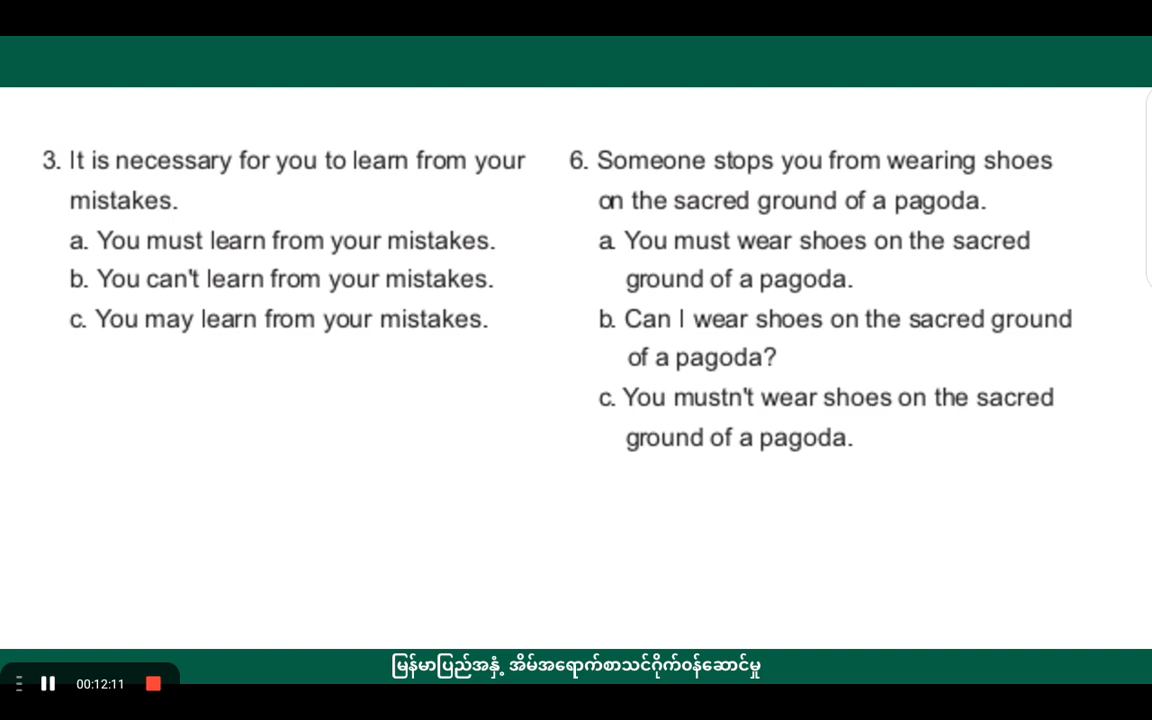 3. It is necessary for you to learn from your
mistakes.
a. You must learn from your mistakes.
b. You can't learn from your mistakes.
c. You may learn from your mistakes.
6. Someone stops you from wearing shoes
on the sacred ground of a pagoda.
a. You must wear shoes on the sacred
ground of a pagoda.
b. Can I wear shoes on the sacred ground
of a pagoda?
c. You mustn't wear shoes on the sacred
ground of a pagoda.
မြန်မာပြည်အနှံ့ အိမ်အရောက်စာသင်ဂိုက်ဝန်ဆောင်မှု
00:12:11